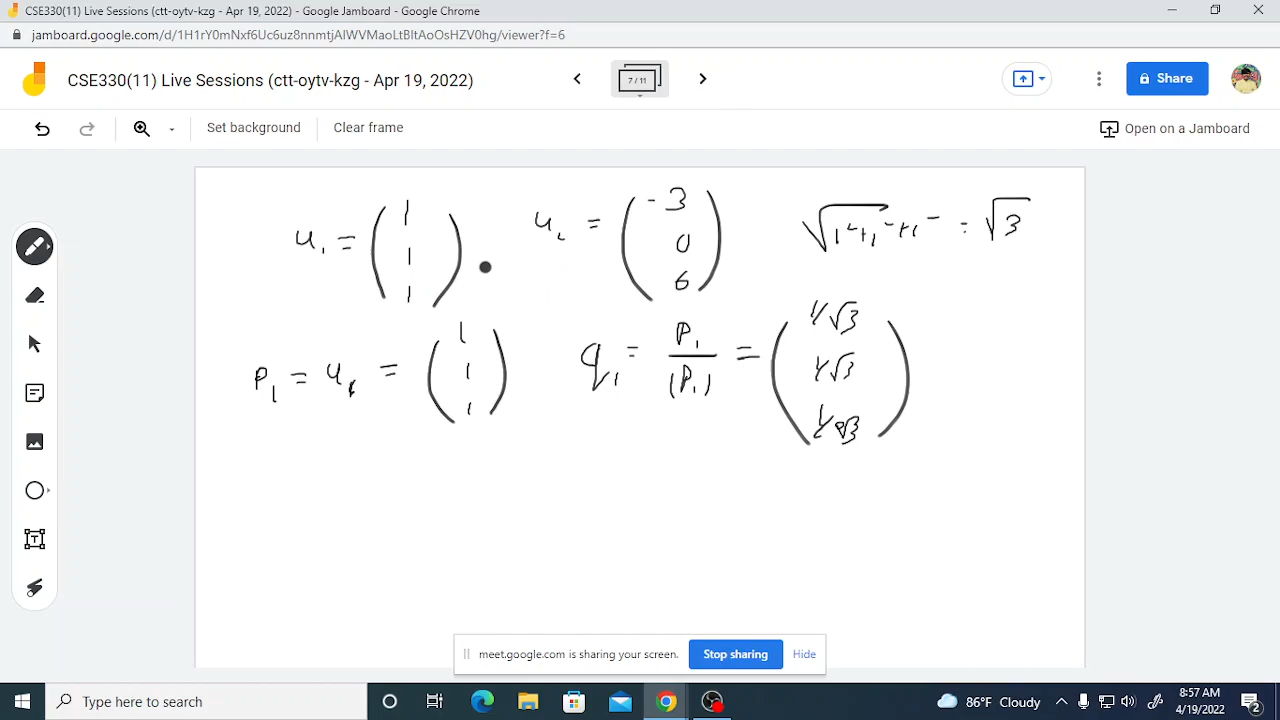 CSE330(11) Live Sessions (ctt-oytv-kzg - Apr 19, 2022) - Google Jamboard - Google Chrome
jamboard.google.com/d/1H1rY0mNxf6Uc6uz8nnmtjAIWVMaoLtBltAoOsHZV0hg/viewer?f=6
CSE330(11) Live Sessions (ctt-oytv-kzg - Apr 19, 2022)
7 / 11
Share
Set background
Clear frame
Open on a Jamboard
u₁ = (1 1 1)
u₂ = (-3 0 6)
√1²+1²+1² = √3
P₁ = u₁ = (1 1 1)
q₁ = P₁/|P₁| = (1/√3 1/√3 1/√3)
meet.google.com is sharing your screen.
Stop sharing
Hide
Type here to search
86°F Cloudy
8:57 AM
4/19/2022
2